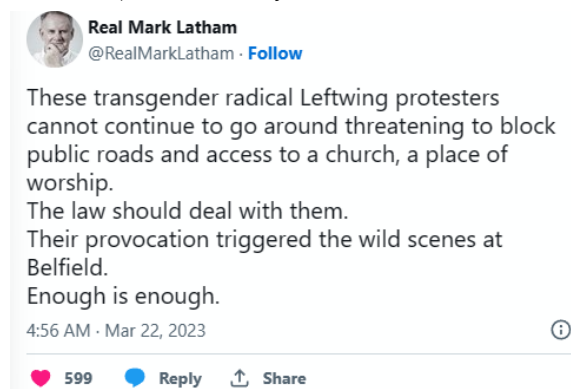 Real Mark Latham
@RealMarkLatham · Follow
These transgender radical Leftwing protesters
cannot continue to go around threatening to block
public roads and access to a church, a place of
worship.
The law should deal with them.
Their provocation triggered the wild scenes at
Belfield.
Enough is enough.
4:56 AM · Mar 22, 2023
599 Reply Share